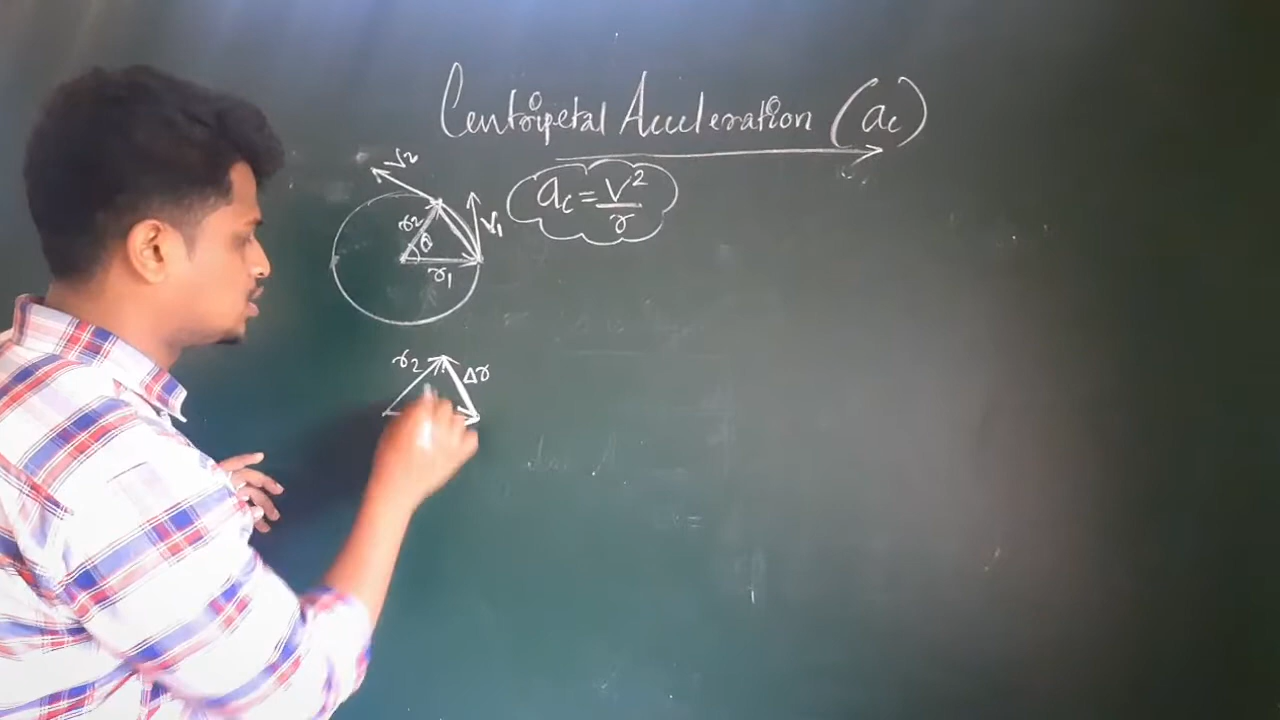 Centripetal Acceleration (ac)
ac = v²/r
v2
v1
r2
θ
r1
r2
Δr